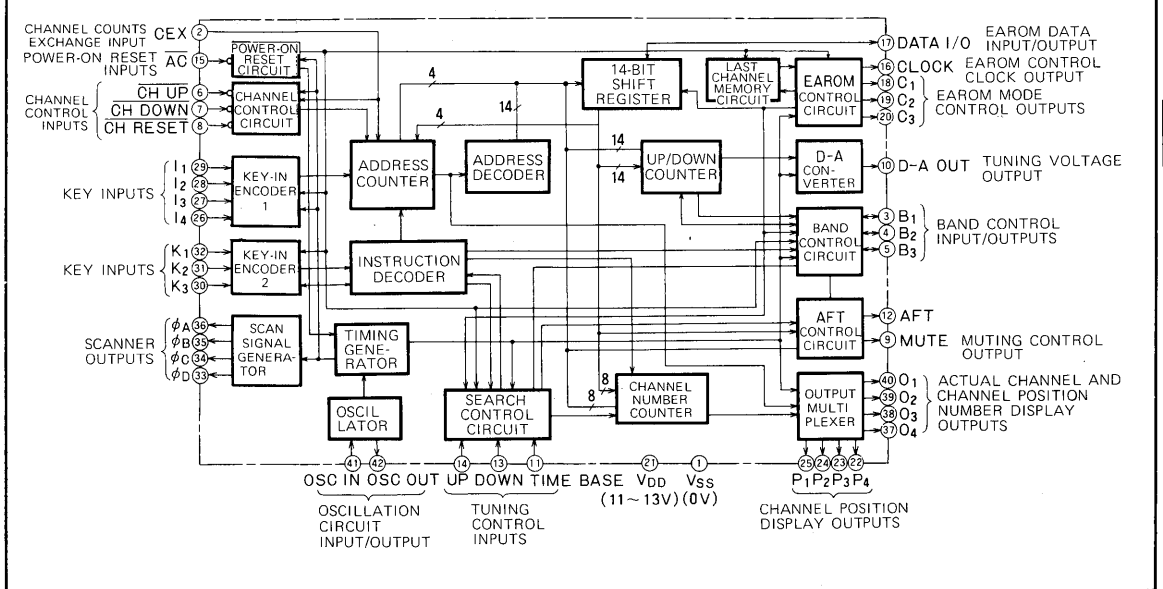 CHANNEL COUNTS
EXCHANGE INPUT
CEX
2
POWER-ON RESET
INPUTS
AC
15
CHANNEL
CONTROL
INPUTS
CH UP
6
CH DOWN
7
CH RESET
8
KEY INPUTS
I1
29
I2
28
I3
27
I4
26
KEY INPUTS
K1
32
K2
31
K3
30
SCANNER
OUTPUTS
ϕA
36
ϕB
35
ϕC
34
ϕD
33
POWER-ON
RESET
CIRCUIT
CHANNEL
CONTROL
CIRCUIT
KEY-IN
ENCODER
1
KEY-IN
ENCODER
2
SCAN
SIGNAL
GENERA-
TOR
TIMING
GENE-
RATOR
OSCIL
LATOR
ADDRESS
COUNTER
ADDRESS
DECODER
INSTRUCTION
DECODER
SEARCH
CONTROL
CIRCUIT
14-BIT
SHIFT
REGISTER
UP/DOWN
COUNTER
CHANNEL
NUMBER
COUNTER
LAST
CHANNEL
MEMORY
CIRCUIT
EAROM
CONTROL
CIRCUIT
D-A
CON-
VERTER
BAND
CONTROL
CIRCUIT
AFT
CONTROL
CIRCUIT
OUTPUT
MULTI
PLEXER
4
14
4
14
14
8
8
17
DATA I/O
EAROM DATA
INPUT/OUTPUT
16
CLOCK
EAROM CONTROL
CLOCK OUTPUT
18
C1
19
C2
20
C3
EAROM MODE
CONTROL OUTPUTS
10
D-A OUT
TUNING VOLTAGE
OUTPUT
3
B1
4
B2
5
B3
BAND CONTROL
INPUT/OUTPUTS
12
AFT
9
MUTE
MUTING CONTROL
OUTPUT
40
O1
39
O2
38
O3
37
O4
ACTUAL CHANNEL AND
CHANNEL POSITION
NUMBER DISPLAY
OUTPUTS
41
42
14
13
11
21
1
25
24
23
22
OSC IN OSC OUT UP DOWN TIME BASE VDD VSS
(11~13V) (0V)
P1 P2 P3 P4
OSCILLATION
CIRCUIT
INPUT/OUTPUT
TUNING
CONTROL
INPUTS
CHANNEL POSITION
DISPLAY OUTPUTS